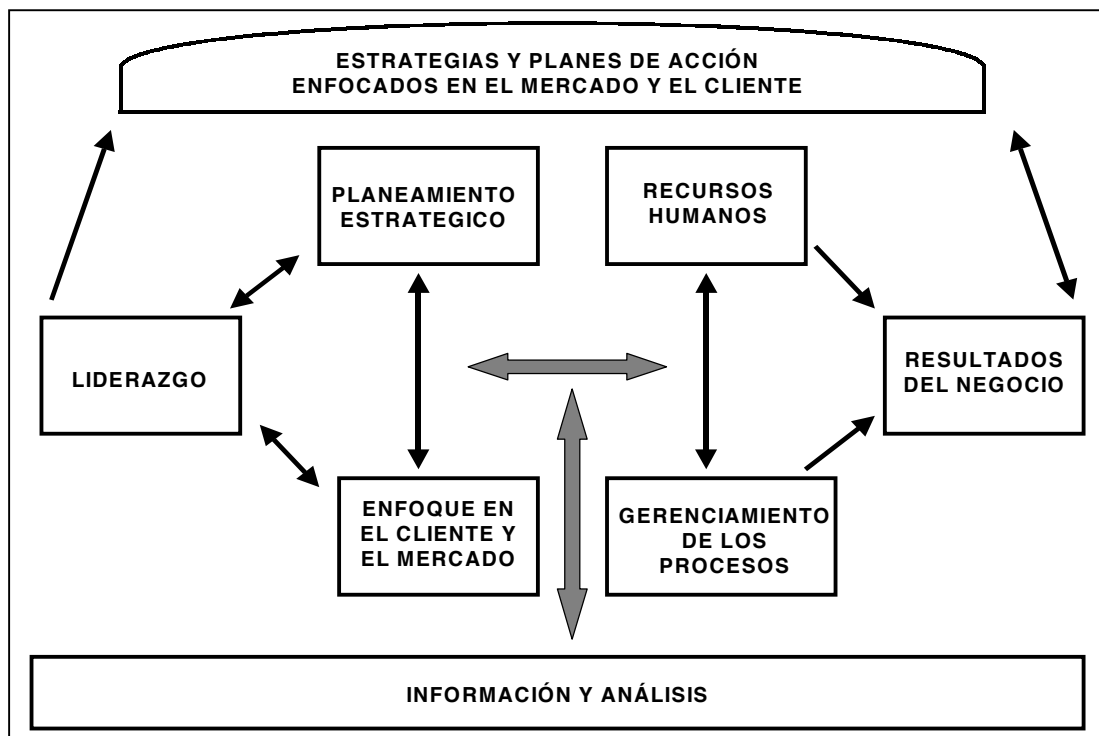 ESTRATEGIAS Y PLANES DE ACCIÓN
ENFOCADOS EN EL MERCADO Y EL CLIENTE
PLANEAMIENTO
ESTRATEGICO
RECURSOS
HUMANOS
LIDERAZGO
RESULTADOS
DEL NEGOCIO
ENFOQUE EN
EL CLIENTE Y
EL MERCADO
GERENCIAMIENTO
DE LOS
PROCESOS
INFORMACIÓN Y ANÁLISIS